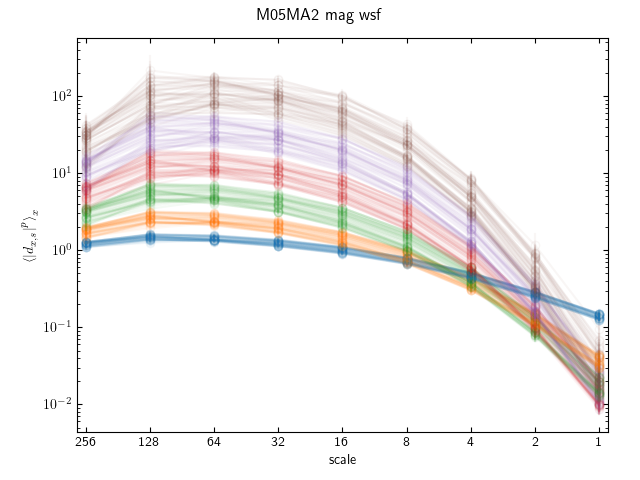 M05MA2 mag wsf
⟨|d_{x,s}|^p⟩_x
10^2
10^1
10^0
10^{-1}
10^{-2}
256 128 64 32 16 8 4 2 1
scale